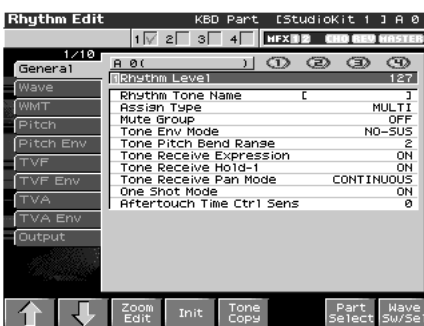 Rhythm Edit KBD Part [StudioKit 1 ] A 0
1 2 3 4 MFX 1 2 CHO REV MASTER
1/10
General
Wave
WMT
Pitch
Pitch Env
TVF
TVF Env
TVA
TVA Env
Output
A 0( ) 1 2 3 4
Rhythm Level 127
Rhythm Tone Name [ ]
Assign Type MULTI
Mute Group OFF
Tone Env Mode NO-SUS
Tone Pitch Bend Range 2
Tone Receive Expression ON
Tone Receive Hold-1 ON
Tone Receive Pan Mode CONTINUOUS
One Shot Mode ON
Aftertouch Time Ctrl Sens 0
Zoom Edit Init Tone Copy Part Select Wave Sw/Sel